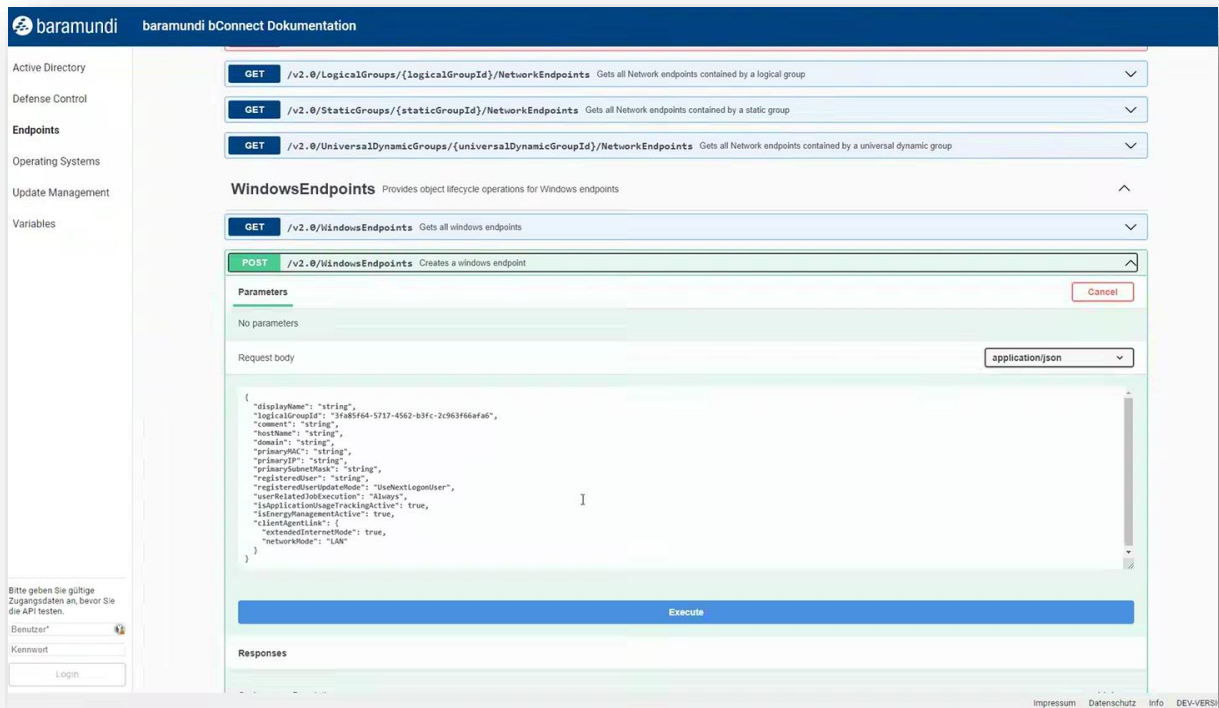 baramundi
baramundi bConnect Dokumentation
Active Directory
Defense Control
Endpoints
Operating Systems
Update Management
Variables
GET /v2.0/LogicalGroups/{logicalGroupId}/NetworkEndpoints Gets all Network endpoints contained by a logical group
GET /v2.0/StaticGroups/{staticGroupId}/NetworkEndpoints Gets all Network endpoints contained by a static group
GET /v2.0/UniversalDynamicGroups/{universalDynamicGroupId}/NetworkEndpoints Gets all Network endpoints contained by a universal dynamic group
WindowsEndpoints Provides object lifecycle operations for Windows endpoints
GET /v2.0/WindowsEndpoints Gets all windows endpoints
POST /v2.0/WindowsEndpoints Creates a windows endpoint
Parameters
Cancel
No parameters
Request body
application/json
{
"displayName": "string",
"logicalGroupId": "3fa85f64-5717-4562-b3fc-2c963f66afa6",
"comment": "string",
"hostName": "string",
"domain": "string",
"primaryMAC": "string",
"primaryIP": "string",
"primarySubnetMask": "string",
"registeredUser": "string",
"registeredUserUpdateMode": "UseNextLogonUser",
"userRelatedJobExecution": "Always",
"isApplicationUsageTrackingActive": true,
"isEnergyManagementActive": true,
"clientAgentLink": {
"extendedInternetMode": true,
"networkMode": "LAN"
}
}
Execute
Responses
Bitte geben Sie gültige
Zugangsdaten an, bevor Sie
die API testen.
Benutzer*
Kennwort
Login
Impressum Datenschutz Info DEV-VERSI